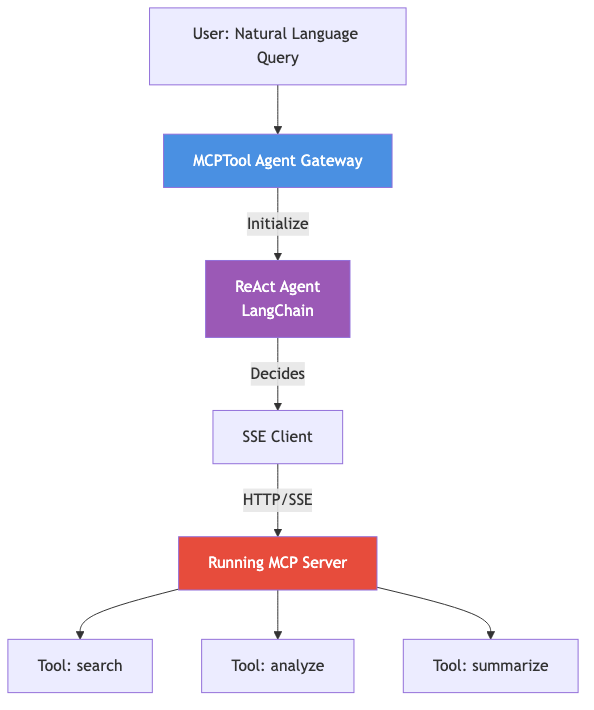 User: Natural Language
Query
MCPTool Agent Gateway
Initialize
ReAct Agent
LangChain
Decides
SSE Client
HTTP/SSE
Running MCP Server
Tool: search
Tool: analyze
Tool: summarize